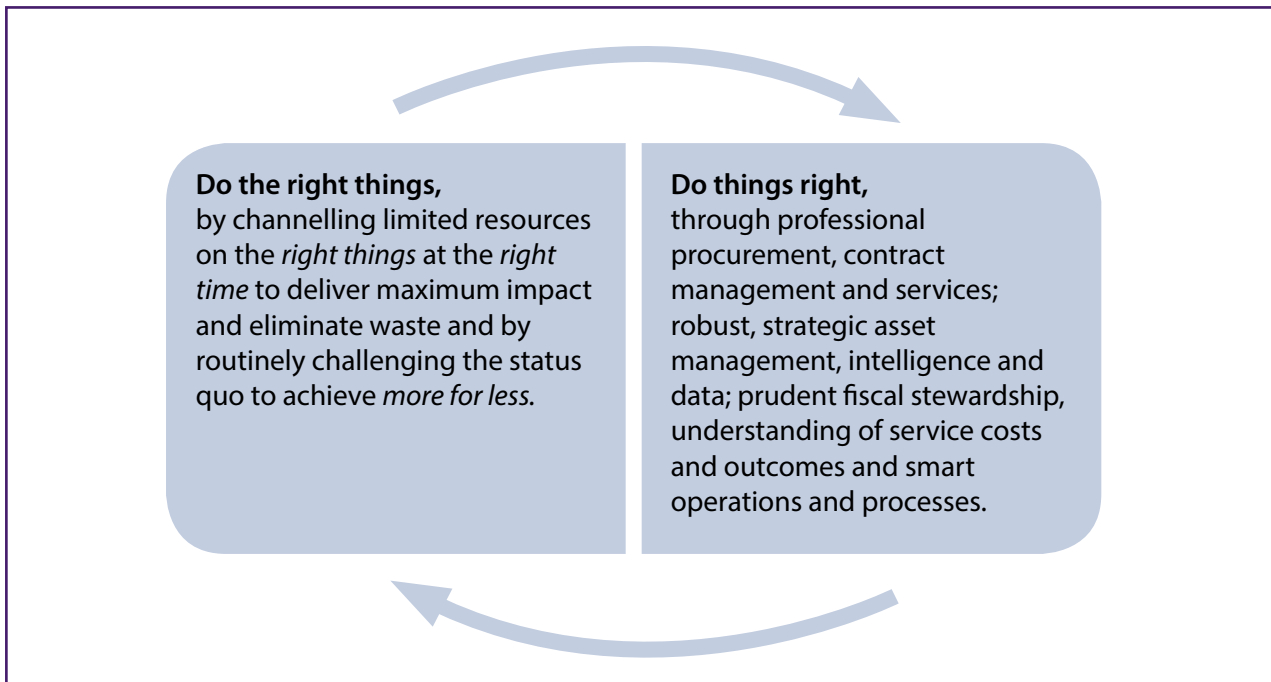 Do the right things,
by channelling limited resources
on the right things at the right
time to deliver maximum impact
and eliminate waste and by
routinely challenging the status
quo to achieve more for less.
Do things right,
through professional
procurement, contract
management and services;
robust, strategic asset
management, intelligence and
data; prudent fiscal stewardship,
understanding of service costs
and outcomes and smart
operations and processes.